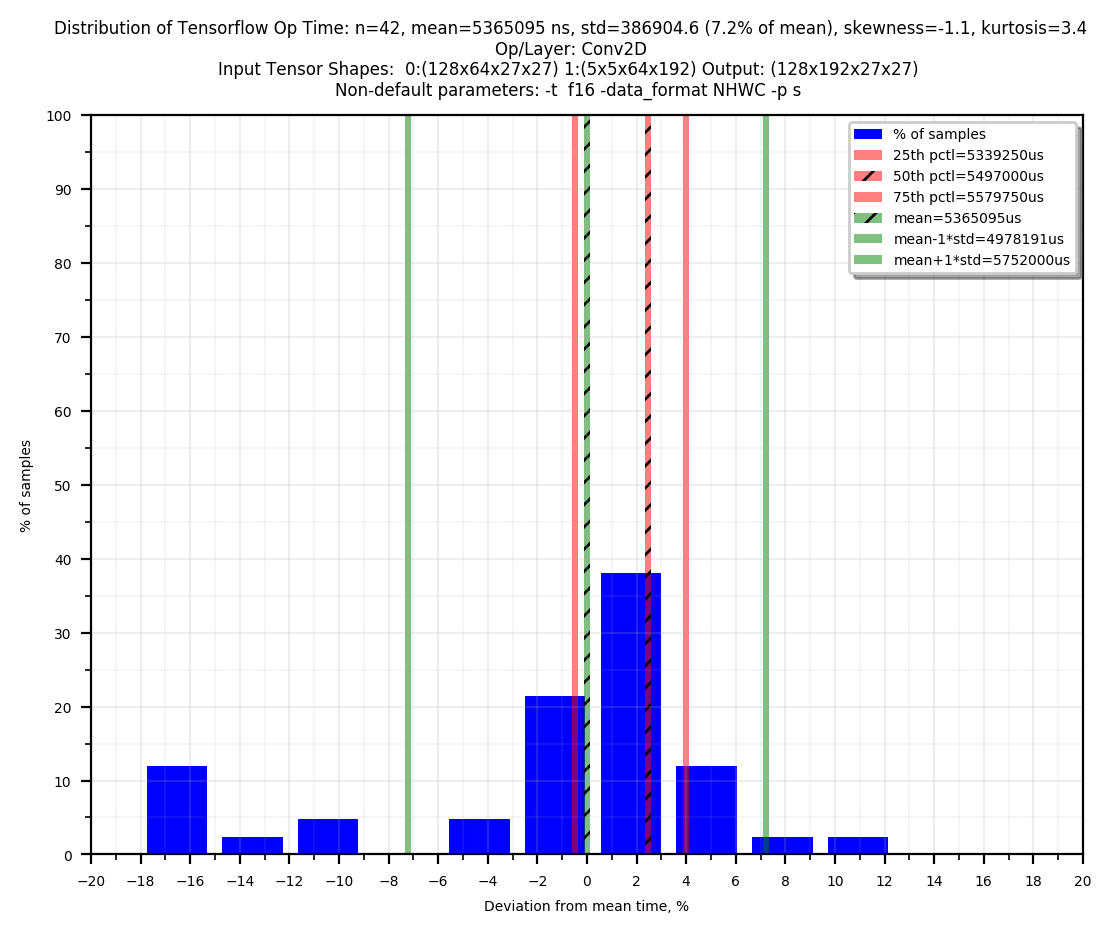 Distribution of Tensorflow Op Time: n=42, mean=5365095 ns, std=386904.6 (7.2% of mean), skewness=-1.1, kurtosis=3.4
Op/Layer: Conv2D
Input Tensor Shapes:  0:(128x64x27x27) 1:(5x5x64x192) Output: (128x192x27x27)
Non-default parameters: -t  f16 -data_format NHWC -p s
% of samples
25th pctl=5339250us
50th pctl=5497000us
75th pctl=5579750us
mean=5365095us
mean-1*std=4978191us
mean+1*std=5752000us
100
90
80
70
60
50
40
30
20
10
0
% of samples
−20 −18 −16 −14 −12 −10 −8 −6 −4 −2 0 2 4 6 8 10 12 14 16 18 20
Deviation from mean time, %